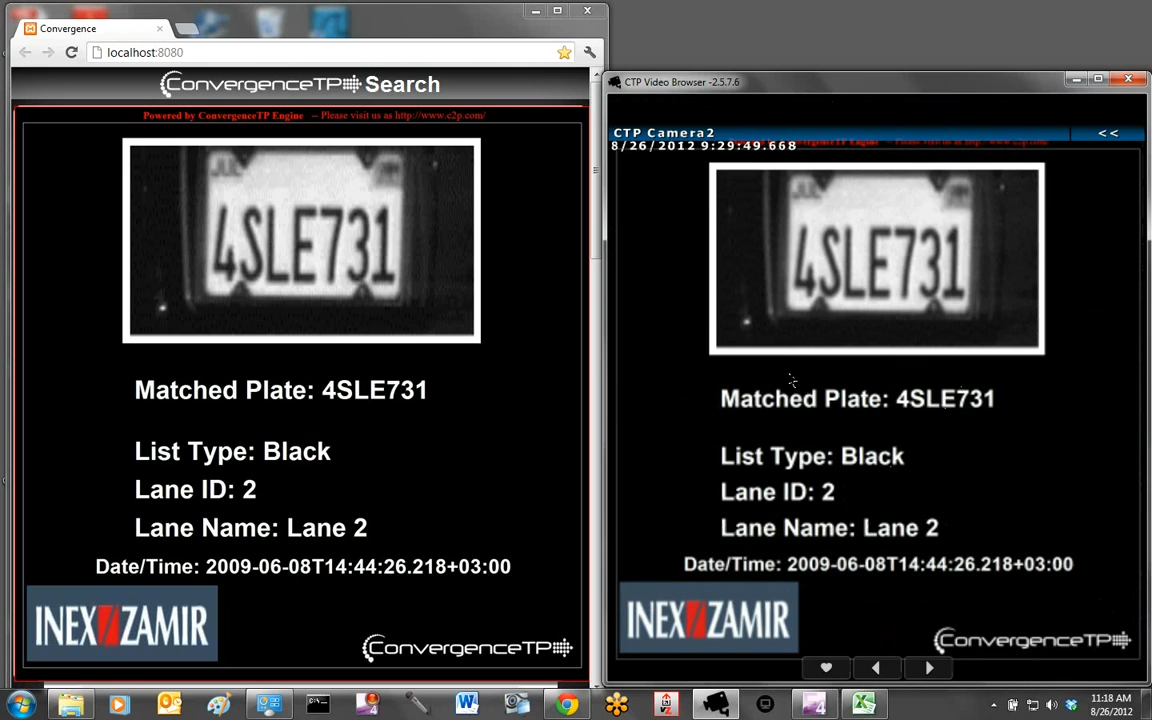 Convergence
localhost:8080
ConvergenceTP Search
Powered by ConvergenceTP Engine -- Please visit us as http://www.c2p.com/
JUL
4SLE731
Matched Plate: 4SLE731
List Type: Black
Lane ID: 2
Lane Name: Lane 2
Date/Time: 2009-06-08T14:44:26.218+03:00
INEX ZAMIR
ConvergenceTP
CTP Video Browser -2.5.7.6
CTP Camera2
<<
8/26/2012 9:29:49.668
JUL
4SLE731
Matched Plate: 4SLE731
List Type: Black
Lane ID: 2
Lane Name: Lane 2
Date/Time: 2009-06-08T14:44:26.218+03:00
INEX ZAMIR
ConvergenceTP
11:18 AM
8/26/2012